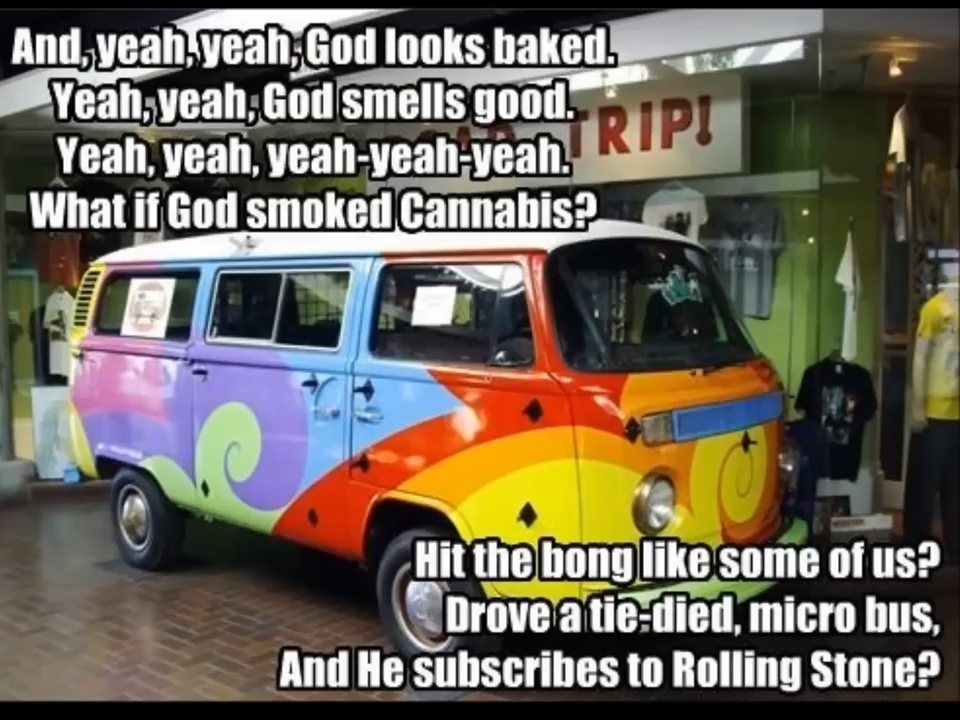 And, yeah, yeah, God looks baked.
Yeah, yeah, God smells good.
Yeah, yeah, yeah-yeah-yeah.
What if God smoked Cannabis?
TRIP!
Hit the bong like some of us?
Drove a tie-died, micro bus,
And He subscribes to Rolling Stone?